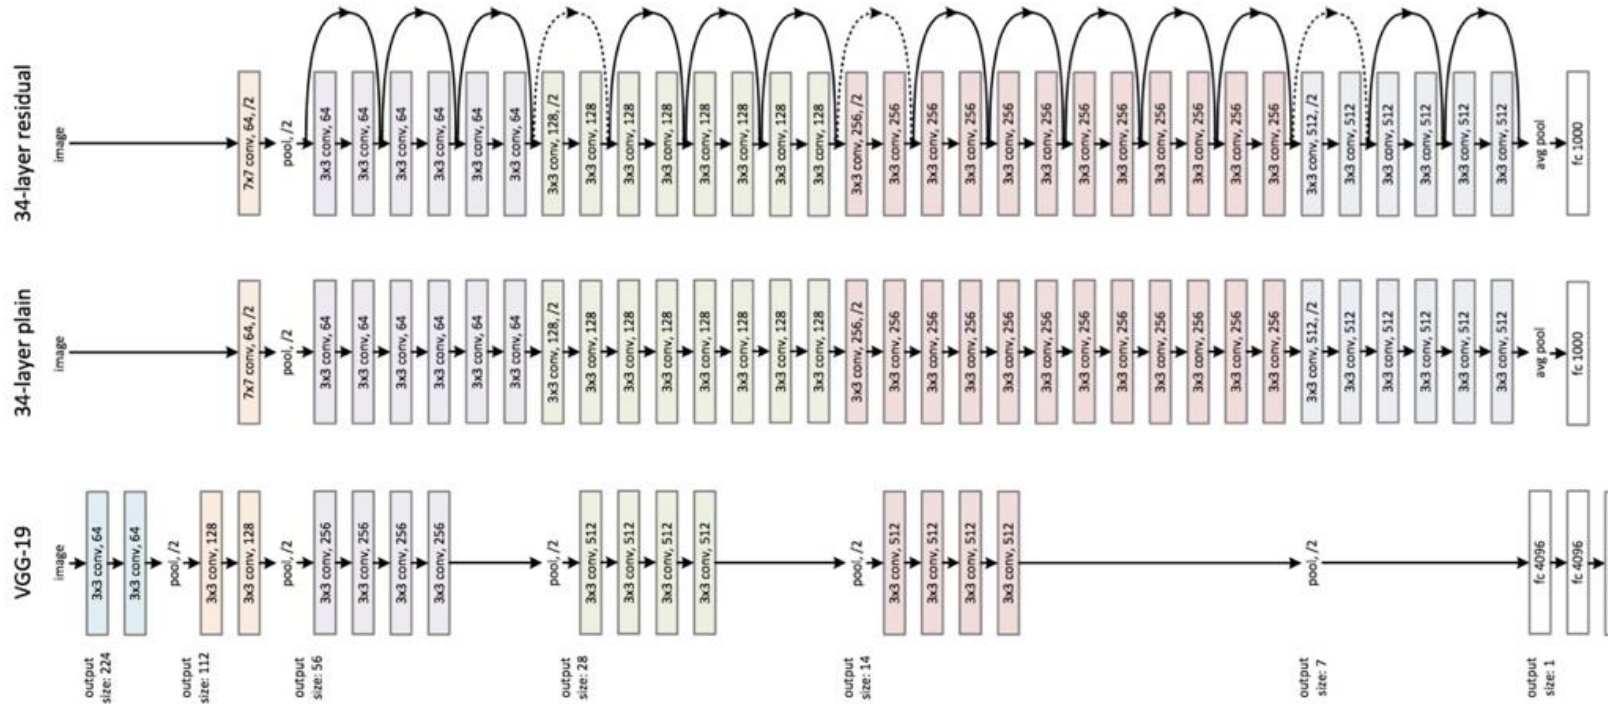 34-layer residual
image
7x7 conv, 64, /2
pool, /2
3x3 conv, 64
3x3 conv, 64
3x3 conv, 64
3x3 conv, 64
3x3 conv, 64
3x3 conv, 64
3x3 conv, 128, /2
3x3 conv, 128
3x3 conv, 128
3x3 conv, 128
3x3 conv, 128
3x3 conv, 128
3x3 conv, 128
3x3 conv, 128
3x3 conv, 256, /2
3x3 conv, 256
3x3 conv, 256
3x3 conv, 256
3x3 conv, 256
3x3 conv, 256
3x3 conv, 256
3x3 conv, 256
3x3 conv, 256
3x3 conv, 256
3x3 conv, 256
3x3 conv, 256
3x3 conv, 512, /2
3x3 conv, 512
3x3 conv, 512
3x3 conv, 512
3x3 conv, 512
3x3 conv, 512
avg pool
fc 1000
34-layer plain
image
7x7 conv, 64, /2
pool, /2
3x3 conv, 64
3x3 conv, 64
3x3 conv, 64
3x3 conv, 64
3x3 conv, 64
3x3 conv, 64
3x3 conv, 128, /2
3x3 conv, 128
3x3 conv, 128
3x3 conv, 128
3x3 conv, 128
3x3 conv, 128
3x3 conv, 128
3x3 conv, 128
3x3 conv, 256, /2
3x3 conv, 256
3x3 conv, 256
3x3 conv, 256
3x3 conv, 256
3x3 conv, 256
3x3 conv, 256
3x3 conv, 256
3x3 conv, 256
3x3 conv, 256
3x3 conv, 256
3x3 conv, 256
3x3 conv, 512, /2
3x3 conv, 512
3x3 conv, 512
3x3 conv, 512
3x3 conv, 512
3x3 conv, 512
avg pool
fc 1000
VGG-19
image
3x3 conv, 64
3x3 conv, 64
pool, /2
3x3 conv, 128
3x3 conv, 128
pool, /2
3x3 conv, 256
3x3 conv, 256
3x3 conv, 256
3x3 conv, 256
pool, /2
3x3 conv, 512
3x3 conv, 512
3x3 conv, 512
3x3 conv, 512
pool, /2
3x3 conv, 512
3x3 conv, 512
3x3 conv, 512
3x3 conv, 512
pool, /2
fc 4096
fc 4096
output
size: 224
output
size: 112
output
size: 56
output
size: 28
output
size: 14
output
size: 7
output
size: 1